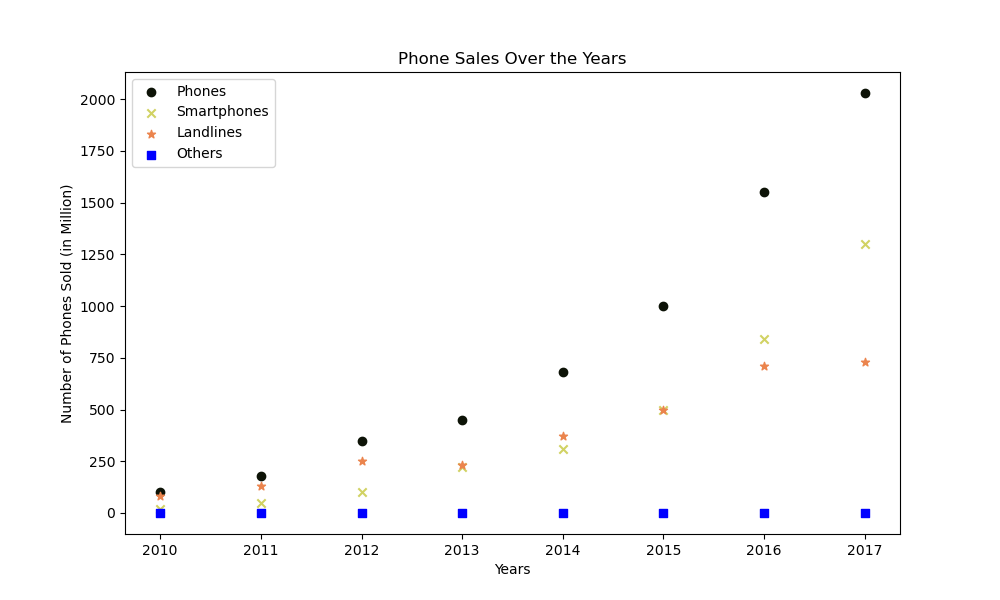 Phone Sales Over the Years
Phones
Smartphones
Landlines
Others
Number of Phones Sold (in Million)
2000
1750
1500
1250
1000
750
500
250
0
2010 2011 2012 2013 2014 2015 2016 2017
Years